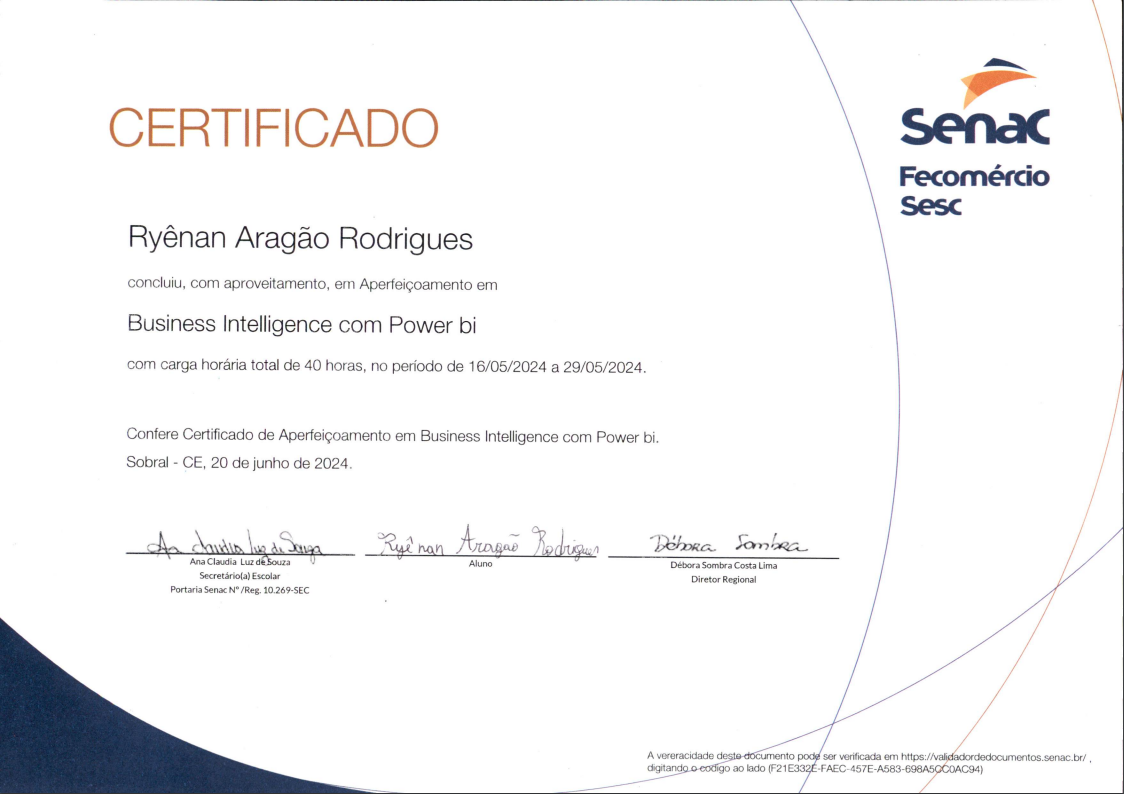 CERTIFICADO
Senac
Fecomércio
Sesc
Ryênan Aragão Rodrigues
concluiu, com aproveitamento, em Aperfeiçoamento em
Business Intelligence com Power bi
com carga horária total de 40 horas, no período de 16/05/2024 a 29/05/2024.
Confere Certificado de Aperfeiçoamento em Business Intelligence com Power bi.
Sobral - CE, 20 de junho de 2024.
Ana Claudia Luz de Souza
Ryênan Aragão Rodrigues
Débora Sombra
Ana Claudia Luz de Souza
Secretário(a) Escolar
Portaria Senac N° /Reg. 10.269-SEC
Aluno
Débora Sombra Costa Lima
Diretor Regional
A vereracidade deste documento pode ser verificada em https://validadordedocumentos.senac.br/ ,
digitando o codigo ao lado (F21E332E-FAEC-457E-A583-698A5CC0AC94)